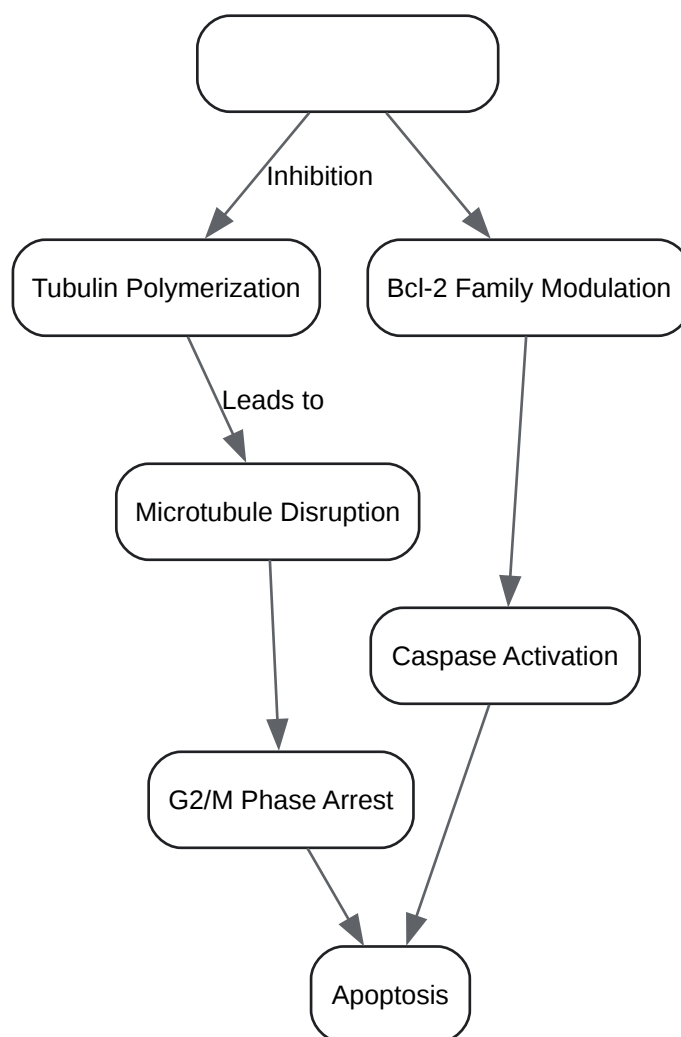 Inhibition
Tubulin Polymerization
Bcl-2 Family Modulation
Leads to
Microtubule Disruption
Caspase Activation
G2/M Phase Arrest
Apoptosis